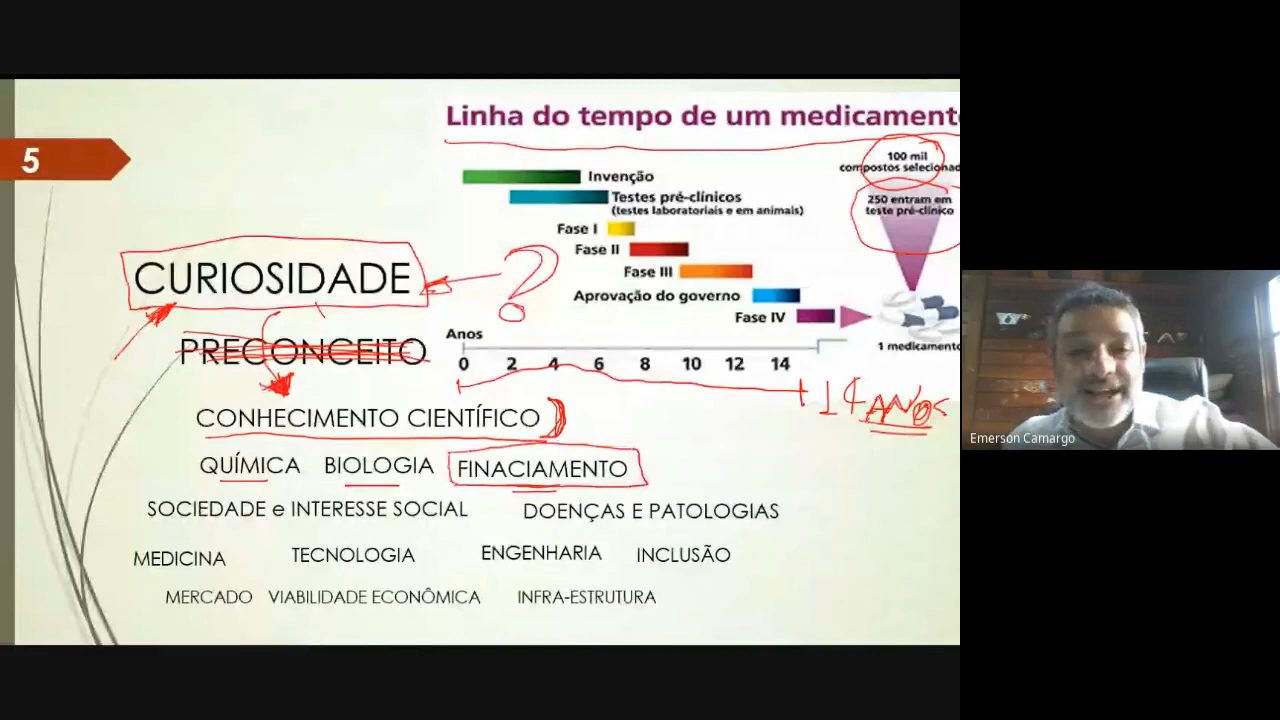 5
Linha do tempo de um medicament
100 mil
compostos selecionad
250 entram em
teste pré-clínico
Invenção
Testes pré-clínicos
(testes laboratoriais e em animais)
Fase I
Fase II
Fase III
Aprovação do governo
Fase IV
1 medicamento
Anos
0 2 4 6 8 10 12 14
14 ANOS
CURIOSIDADE
?
PRECONCEITO
CONHECIMENTO CIENTÍFICO
QUÍMICA BIOLOGIA FINACIAMENTO
SOCIEDADE e INTERESSE SOCIAL DOENÇAS E PATOLOGIAS
MEDICINA TECNOLOGIA ENGENHARIA INCLUSÃO
MERCADO VIABILIDADE ECONÔMICA INFRA-ESTRUTURA
Emerson Camargo